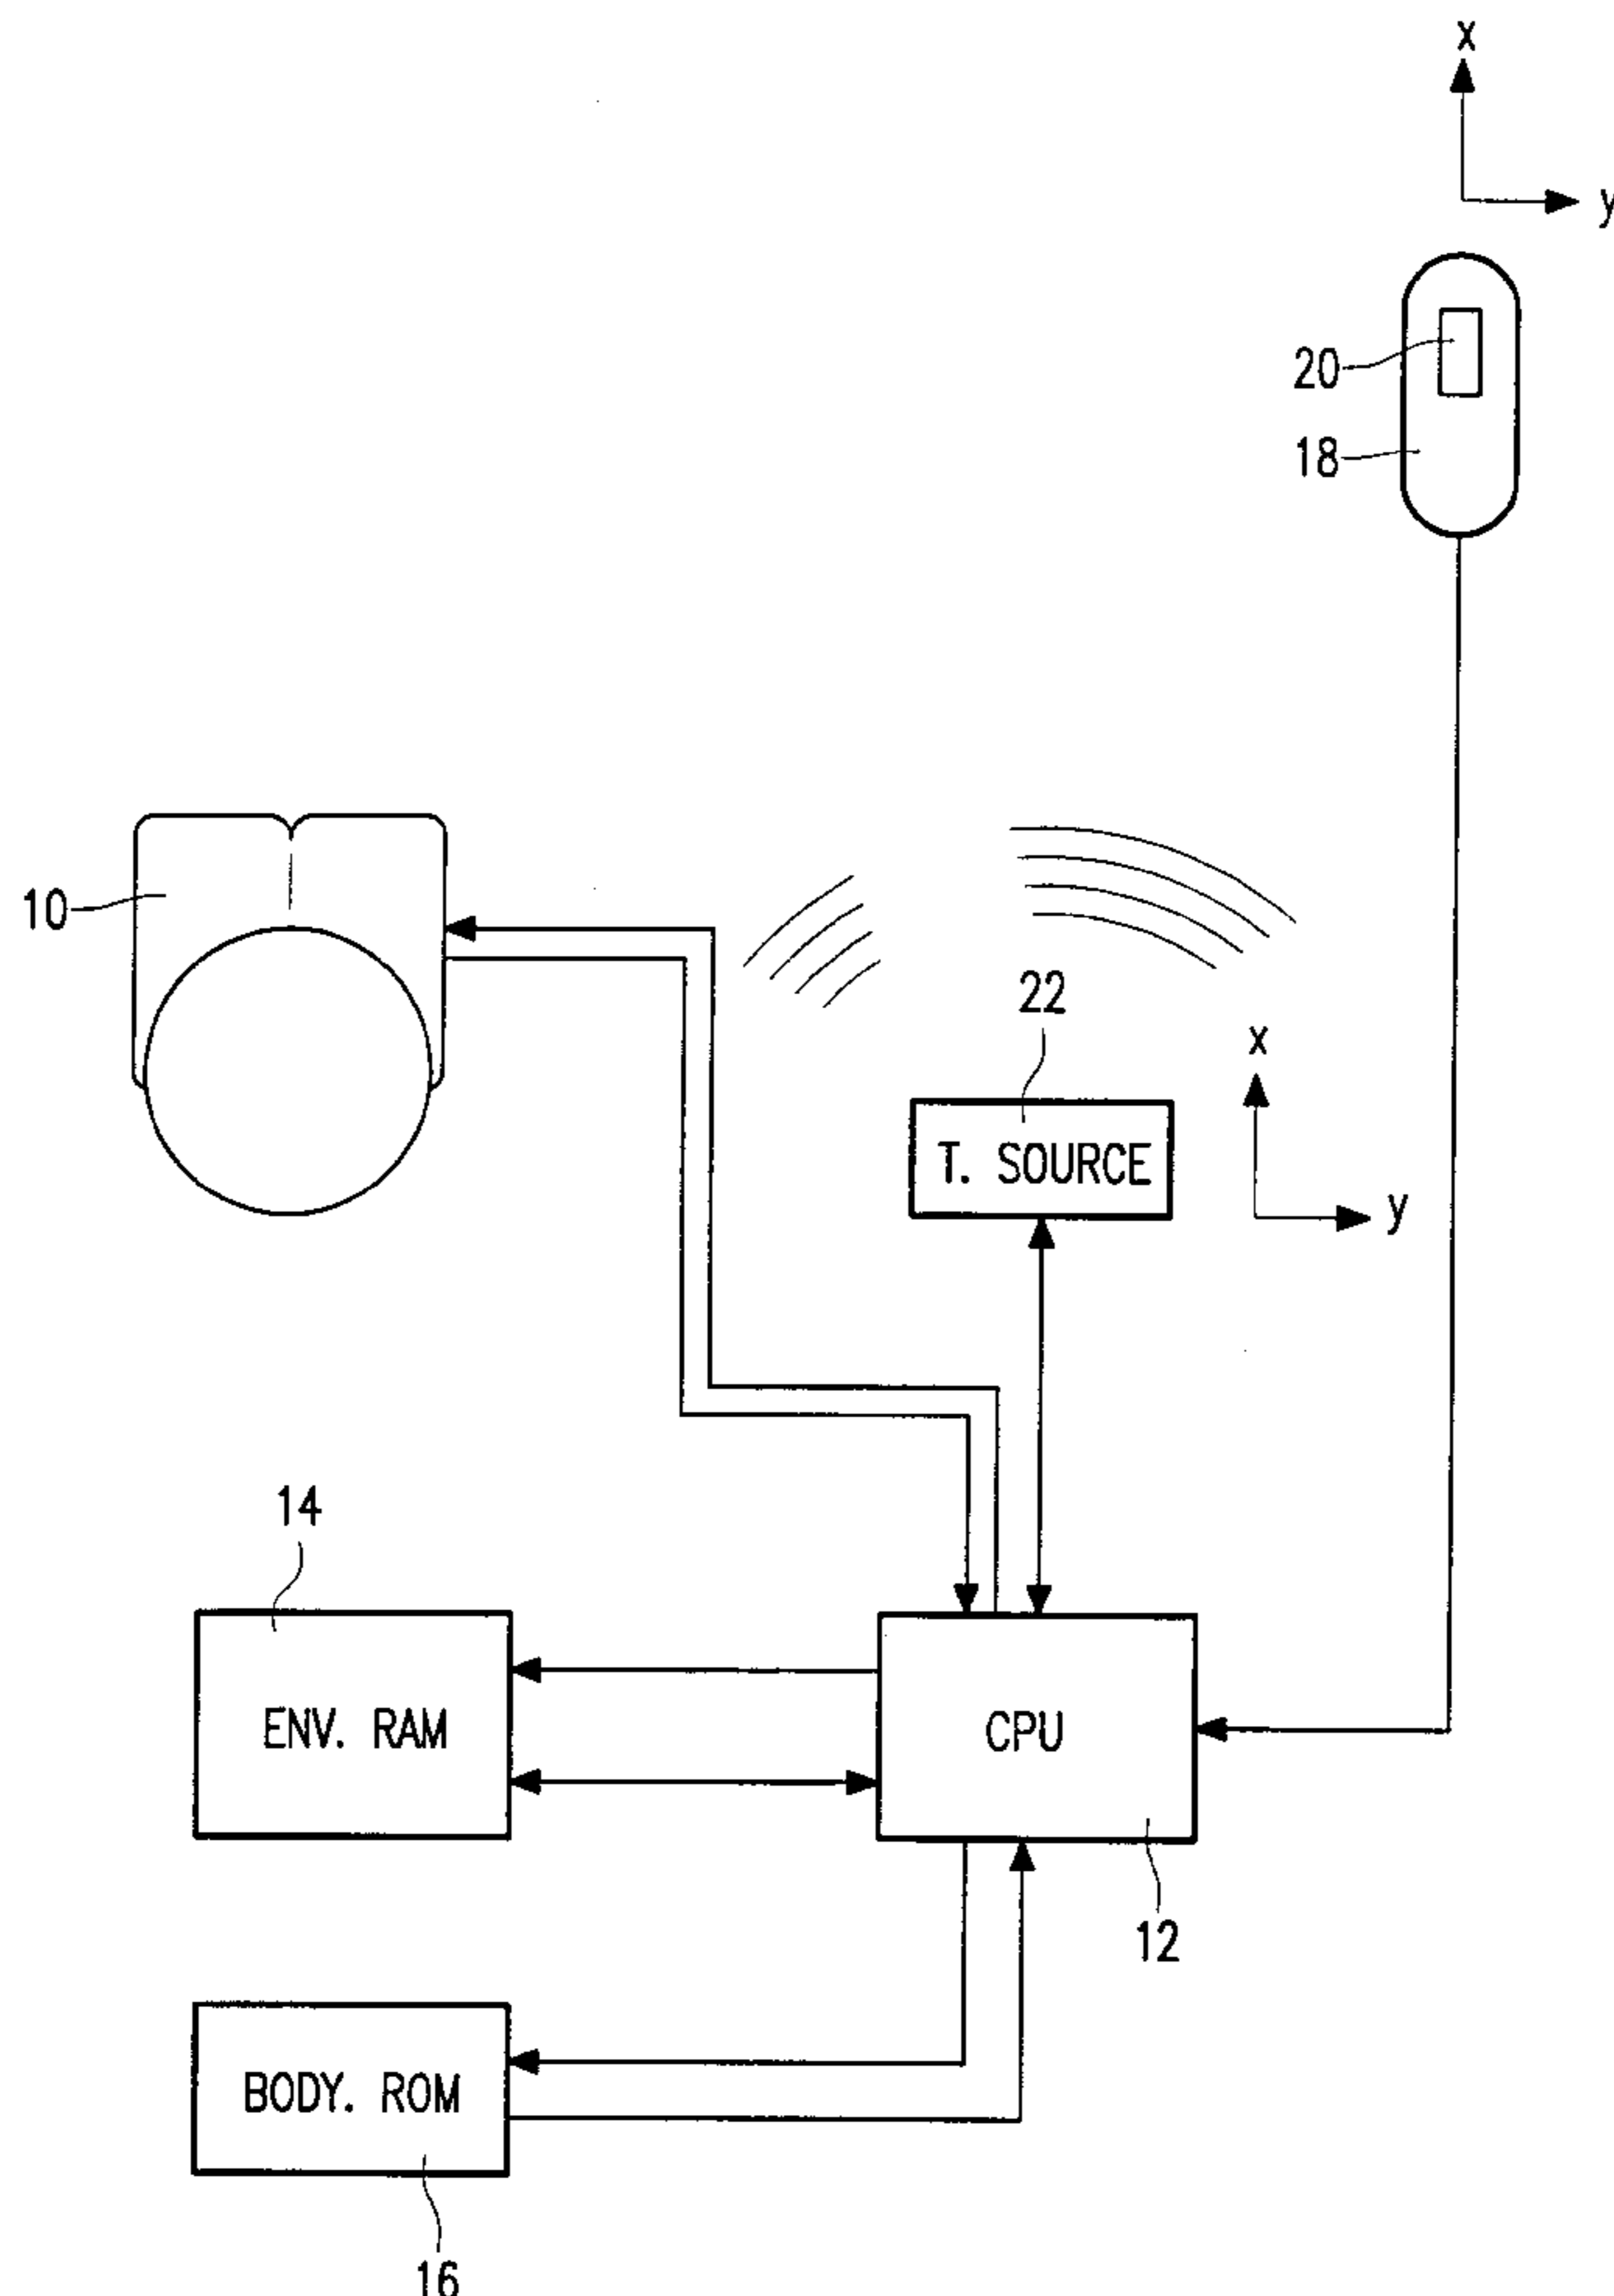 x
y
20
18
10
22
x
T. SOURCE
y
14
ENV. RAM
CPU
12
BODY. ROM
16